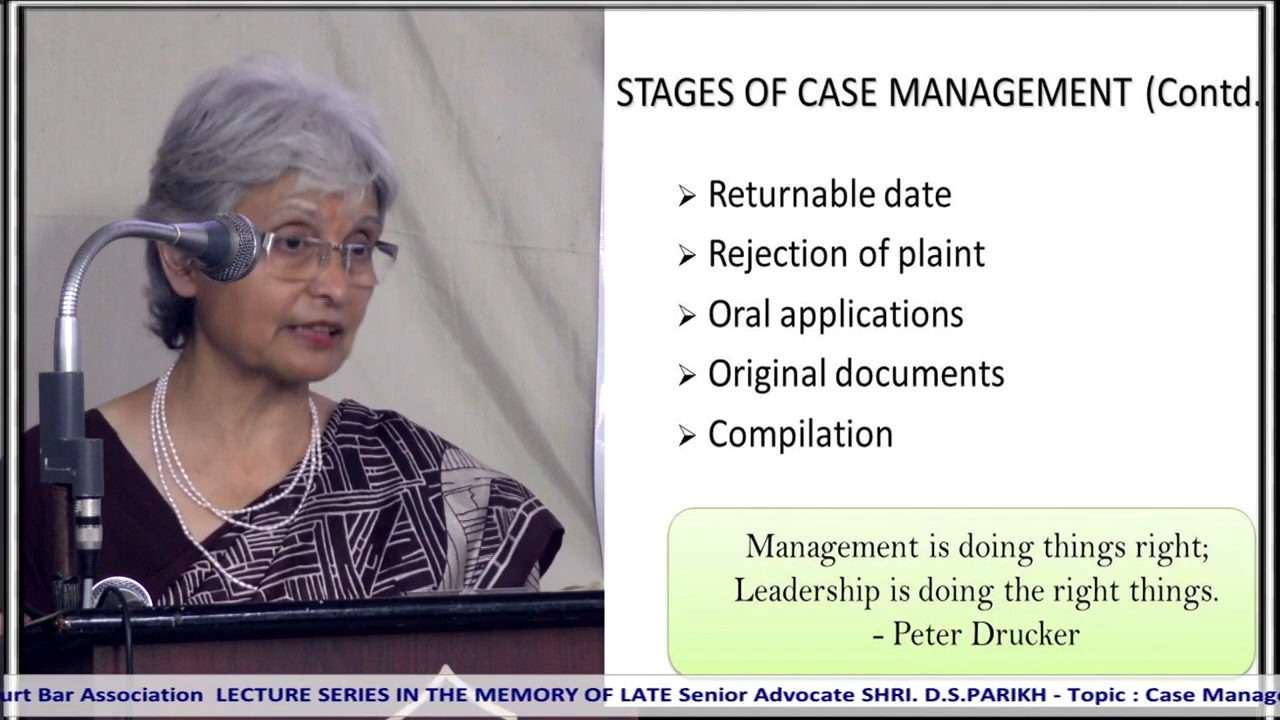 STAGES OF CASE MANAGEMENT (Contd.
Returnable date
Rejection of plaint
Oral applications
Original documents
Compilation
Management is doing things right;
Leadership is doing the right things.
- Peter Drucker
urt Bar Association LECTURE SERIES IN THE MEMORY OF LATE Senior Advocate SHRI. D.S.PARIKH - Topic : Case Manag